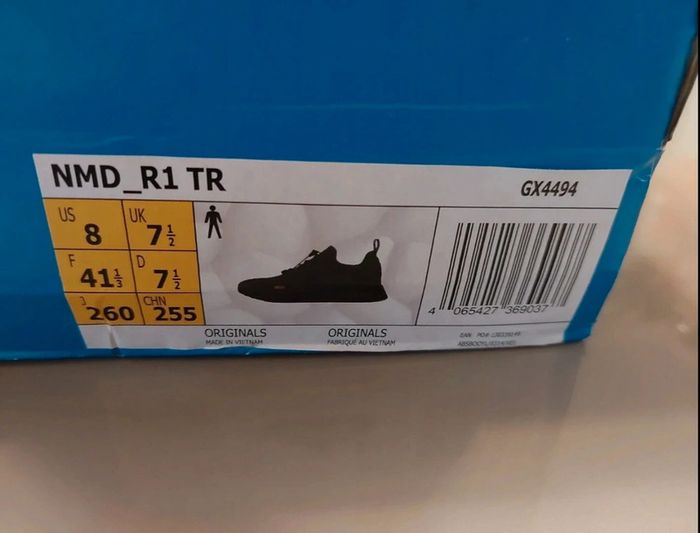 NMD_R1 TR
GX4494
US 8 UK 7½
F 41⅓ D 7½
J 260 CHN 255
4 065427 369037
ORIGINALS ORIGINALS
MADE IN VIETNAM FABRIQUÉ AU VIETNAM
EAN